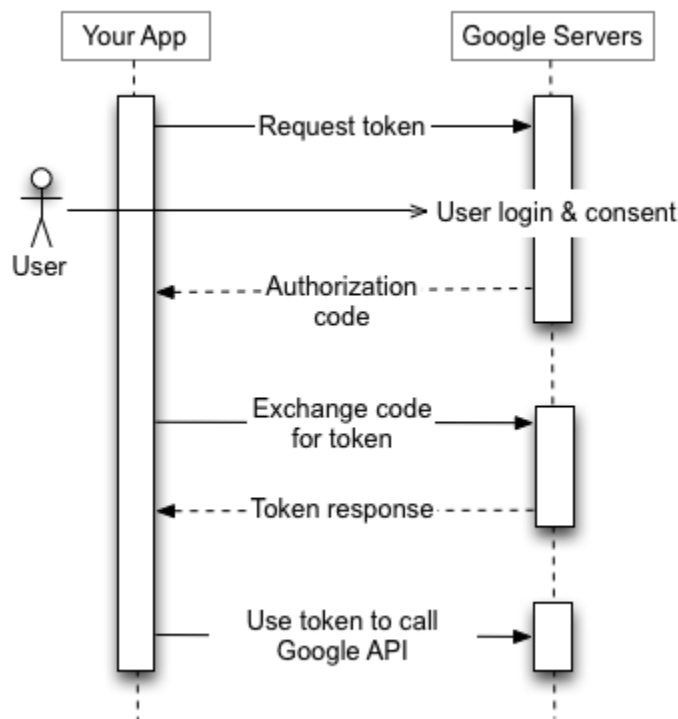 Your App
Google Servers
Request token
User login & consent
User
Authorization
code
Exchange code
for token
Token response
Use token to call
Google API